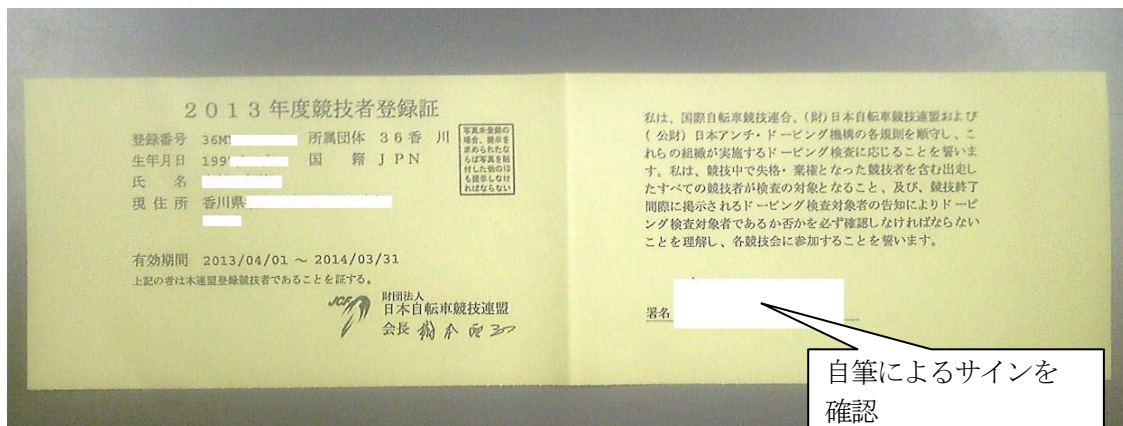 2013年度競技者登録証
登録番号 36M 所属団体 36香 川
生年月日 199 国 籍 JPN
氏 名
現住所 香川県
写真未登録の
場合、提示を
求められたな
らば写真を貼
付した他のID
も提示しなけ
ればならない
有効期間 2013/04/01 ~ 2014/03/31
上記の者は本連盟登録競技者であることを証する。
JCF
財団法人
日本自転車競技連盟
会長
私は、国際自転車競技連合、(財)日本自転車競技連盟および
(公財)日本アンチ・ドーピング機構の各規則を順守し、こ
れらの組織が実施するドーピング検査に応じることを誓いま
す。私は、競技中で失格・棄権となった競技者を含む出走し
たすべての競技者が検査の対象となること、及び、競技終了
間際に掲示されるドーピング検査対象者の告知によりドーピ
ング検査対象者であるか否かを必ず確認しなければならない
ことを理解し、各競技会に参加することを誓います。
署名
自筆によるサインを
確認